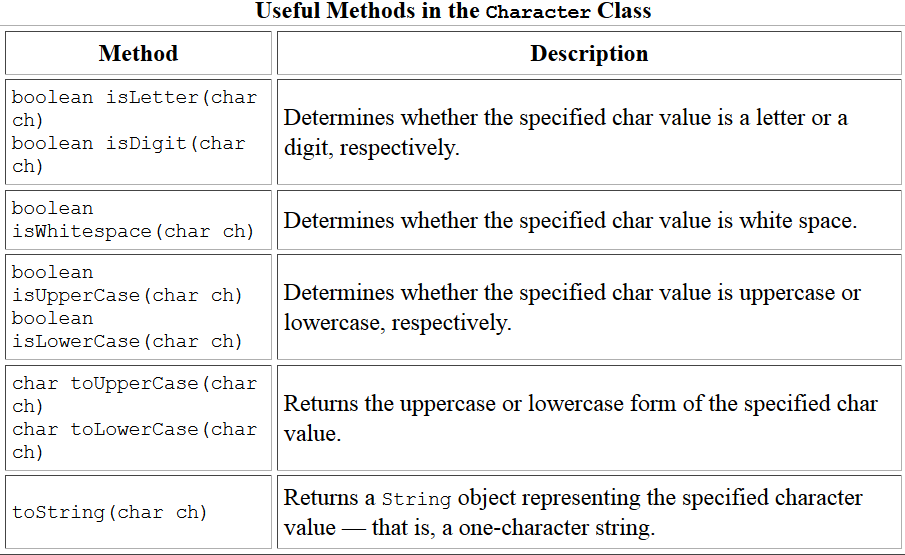 Useful Methods in the Character Class
Method
Description
boolean isLetter(char
ch)
boolean isDigit(char
ch)
Determines whether the specified char value is a letter or a
digit, respectively.
boolean
isWhitespace(char ch)
Determines whether the specified char value is white space.
boolean
isUpperCase(char ch)
boolean
isLowerCase(char ch)
Determines whether the specified char value is uppercase or
lowercase, respectively.
char toUpperCase(char
ch)
char toLowerCase(char
ch)
Returns the uppercase or lowercase form of the specified char
value.
toString(char ch)
Returns a String object representing the specified character
value — that is, a one-character string.